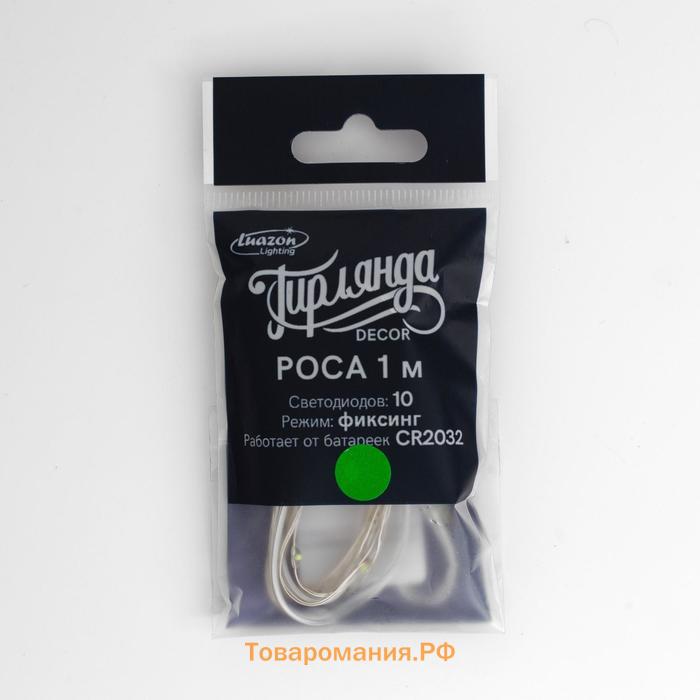 Luazon
Lighting
Гирлянда
DECOR
РОСА 1 м
Светодиодов: 10
Режим: фиксинг
Работает от батареек CR2032
Товаромания.РФ